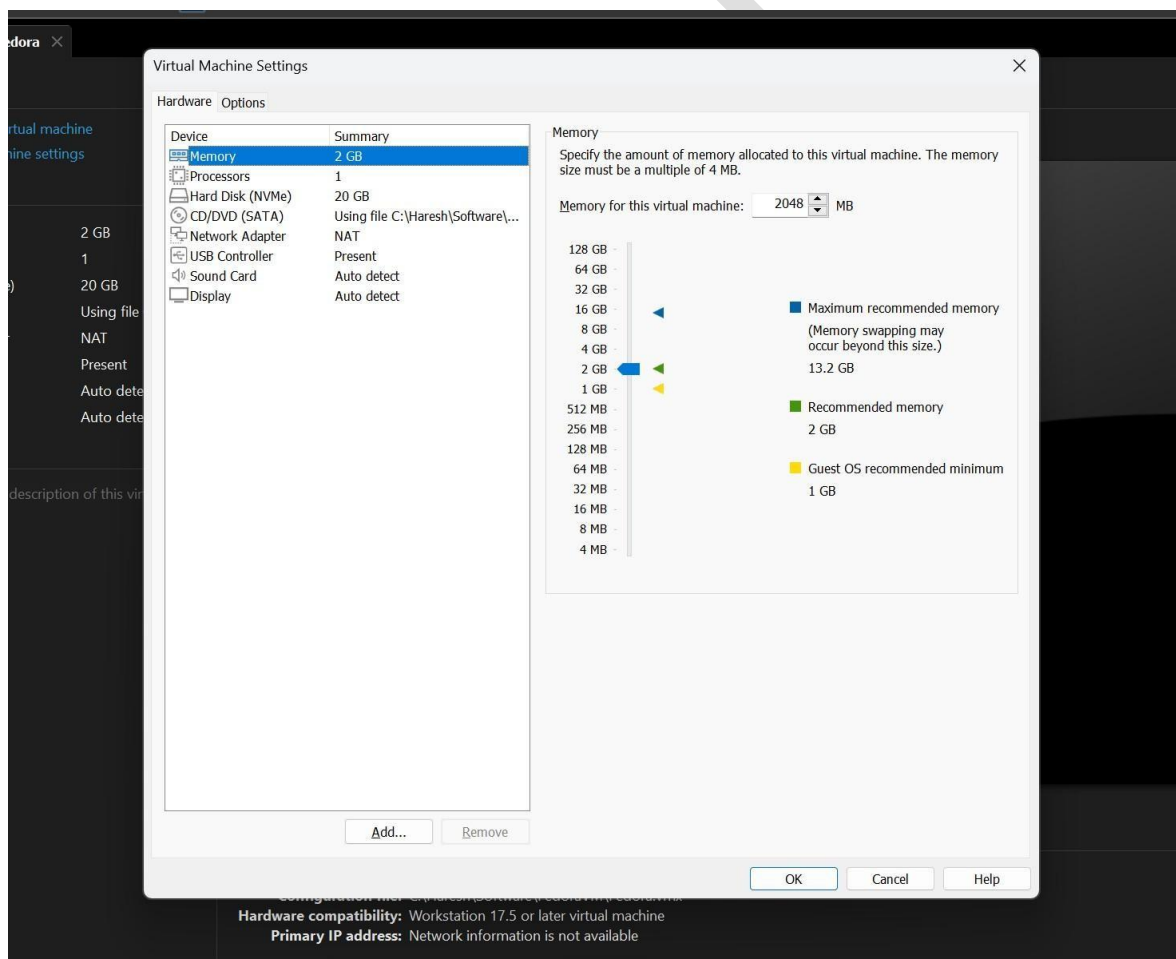 edora
rtual machine
hine settings
2 GB
1
20 GB
Using file
NAT
Present
Auto dete
Auto dete
description of this vir
Virtual Machine Settings
Hardware Options
Device Summary
Memory 2 GB
Processors 1
Hard Disk (NVMe) 20 GB
CD/DVD (SATA) Using file C:\Haresh\Software\...
Network Adapter NAT
USB Controller Present
Sound Card Auto detect
Display Auto detect
Add... Remove
Memory
Specify the amount of memory allocated to this virtual machine. The memory
size must be a multiple of 4 MB.
Memory for this virtual machine: 2048 MB
128 GB
64 GB
32 GB
16 GB
8 GB
4 GB
2 GB
1 GB
512 MB
256 MB
128 MB
64 MB
32 MB
16 MB
8 MB
4 MB
Maximum recommended memory
(Memory swapping may
occur beyond this size.)
13.2 GB
Recommended memory
2 GB
Guest OS recommended minimum
1 GB
OK Cancel Help
Hardware compatibility: Workstation 17.5 or later virtual machine
Primary IP address: Network information is not available